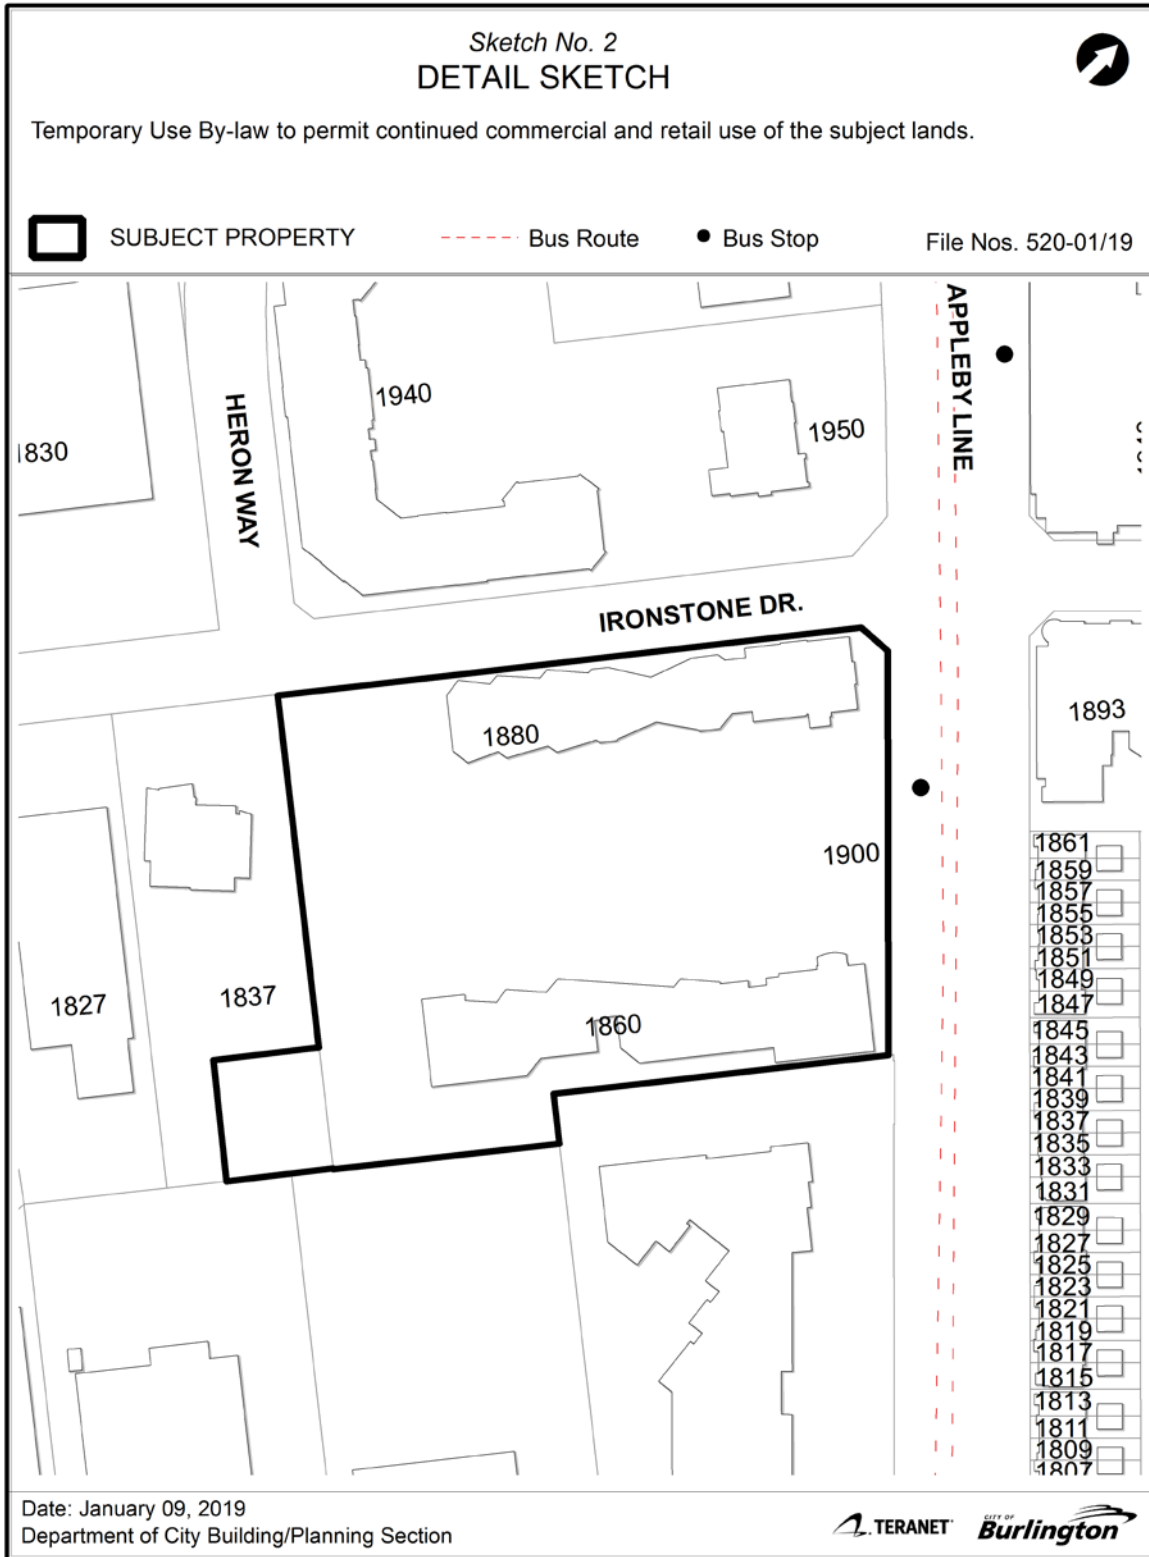 Sketch No. 2
DETAIL SKETCH
Temporary Use By-law to permit continued commercial and retail use of the subject lands.
SUBJECT PROPERTY
Bus Route
Bus Stop
File Nos. 520-01/19
APPLEBY LINE
HERON WAY
1940
1950
1830
IRONSTONE DR.
1880
1893
1900
1837
1827
1860
1861
1859
1857
1855
1853
1851
1849
1847
1845
1843
1841
1839
1837
1835
1833
1831
1829
1827
1825
1823
1821
1819
1817
1815
1813
1811
1809
1807
Date: January 09, 2019
Department of City Building/Planning Section
TERANET
CITY OF
Burlington